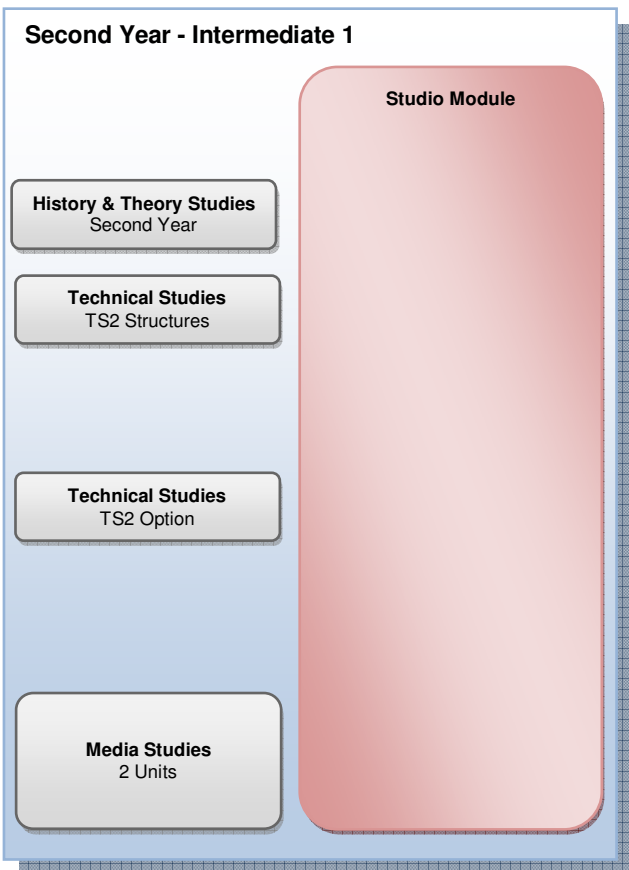 Second Year - Intermediate 1
Studio Module
History & Theory Studies
Second Year
Technical Studies
TS2 Structures
Technical Studies
TS2 Option
Media Studies
2 Units